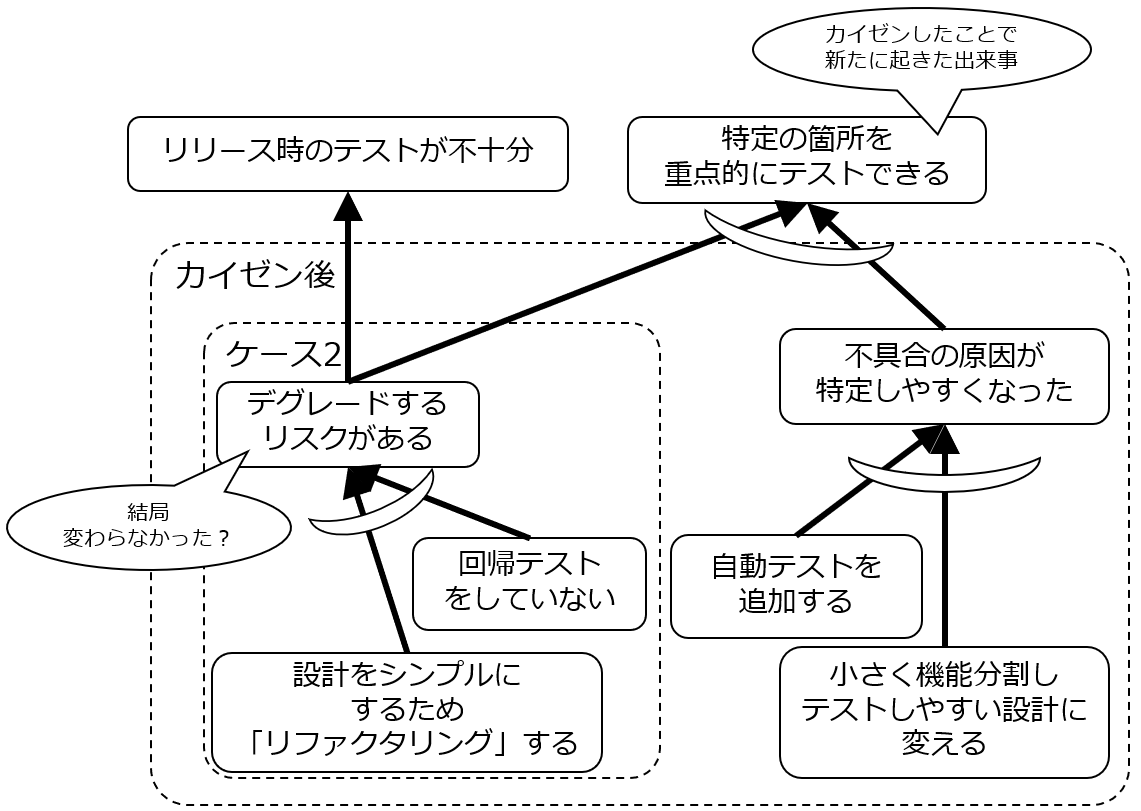 カイゼンしたことで
新たに起きた出来事
リリース時のテストが不十分
特定の箇所を
重点的にテストできる
カイゼン後
ケース2
デグレードする
リスクがある
不具合の原因が
特定しやすくなった
結局
変わらなかった？
回帰テスト
をしていない
自動テストを
追加する
設計をシンプルに
するため
「リファクタリング」する
小さく機能分割し
テストしやすい設計に
変える